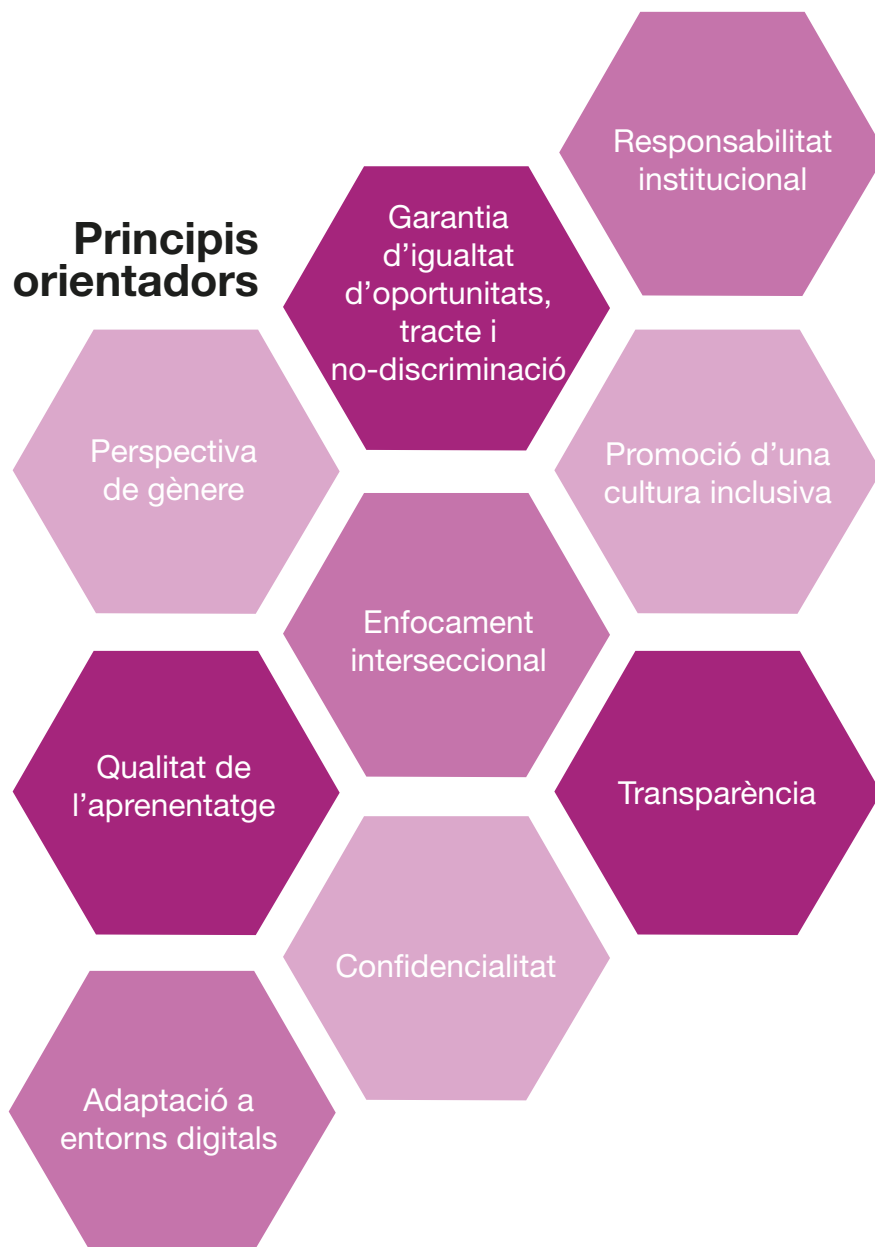 Principis
orientadors
Responsabilitat
institucional
Garantia
d’igualtat
d’oportunitats,
tracte i
no-discriminació
Perspectiva
de gènere
Promoció d’una
cultura inclusiva
Enfocament
interseccional
Qualitat de
l’aprenentatge
Transparència
Confidencialitat
Adaptació a
entorns digitals